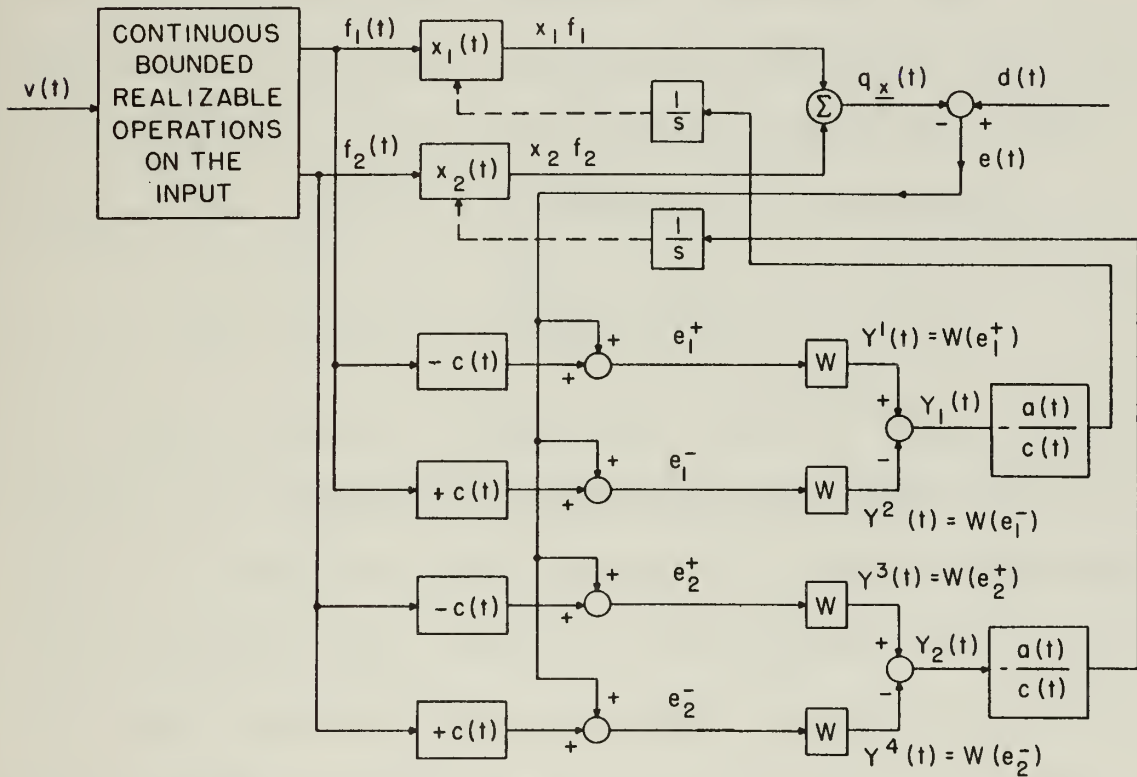 CONTINUOUS
BOUNDED
REALIZABLE
OPERATIONS
ON THE
INPUT
v(t)
f₁(t)
x₁(t)
x₁ f₁
1/s
f₂(t)
x₂(t)
x₂ f₂
1/s
Σ
q_x(t)
d(t)
−
+
e(t)
− c(t)
+
+
e₁⁺
W
Y¹(t) = W(e₁⁺)
+ c(t)
+
+
e₁⁻
W
Y² (t) = W(e₁⁻)
+
−
Y₁(t)
− a(t)/c(t)
− c(t)
+
+
e₂⁺
W
Y³(t) = W(e₂⁺)
+ c(t)
+
+
e₂⁻
W
Y⁴(t) = W(e₂⁻)
+
−
Y₂(t)
− a(t)/c(t)